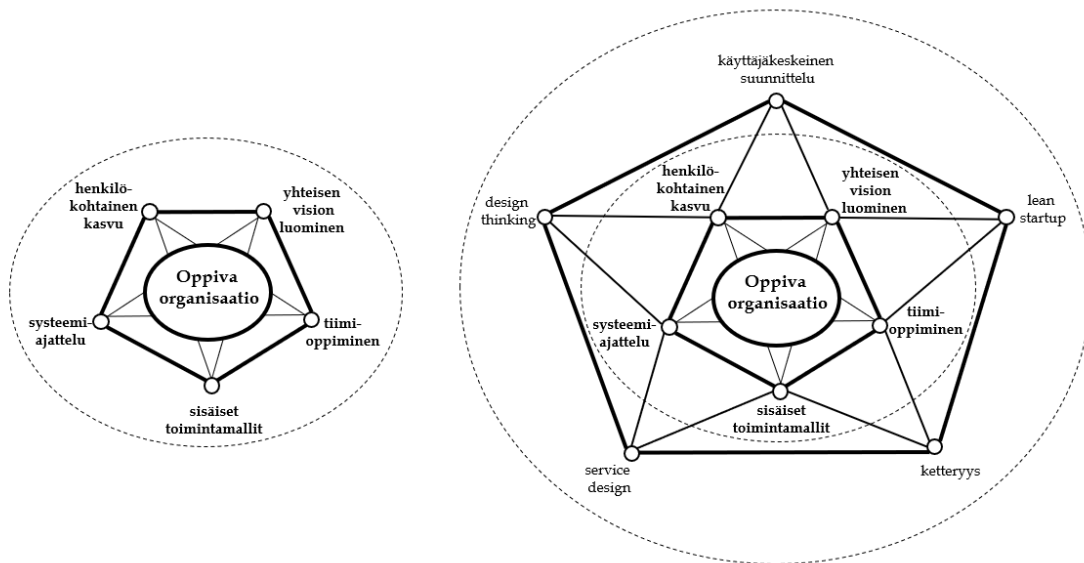 henkilö-
kohtainen
kasvu
yhteisen
vision
luominen
Oppiva
organisaatio
systeemi-
ajattelu
tiimi-
oppiminen
sisäiset
toimintamallit
käyttäjäkeskeinen
suunnittelu
henkilö-
kohtainen
kasvu
yhteisen
vision
luominen
design
thinking
lean
startup
Oppiva
organisaatio
systeemi-
ajattelu
tiimi-
oppiminen
sisäiset
toimintamallit
service
design
ketteryys